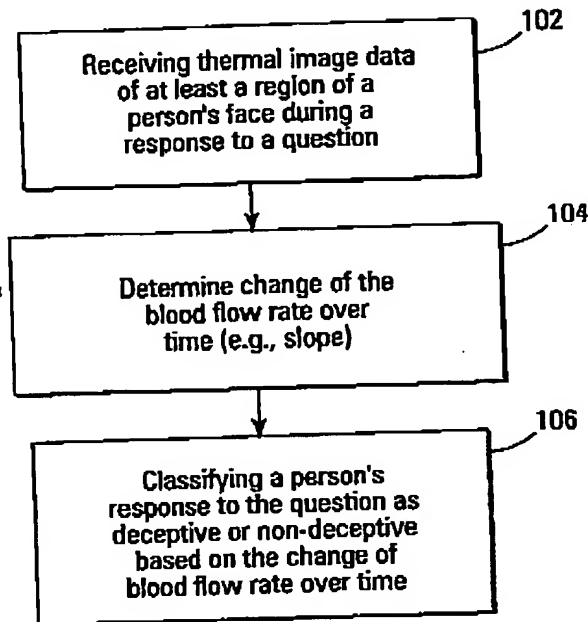 102
Receiving thermal image data
of at least a region of a
person's face during a
response to a question
104
Determine change of the
blood flow rate over
time (e.g., slope)
106
Classifying a person's
response to the question as
deceptive or non-deceptive
based on the change of
blood flow rate over time